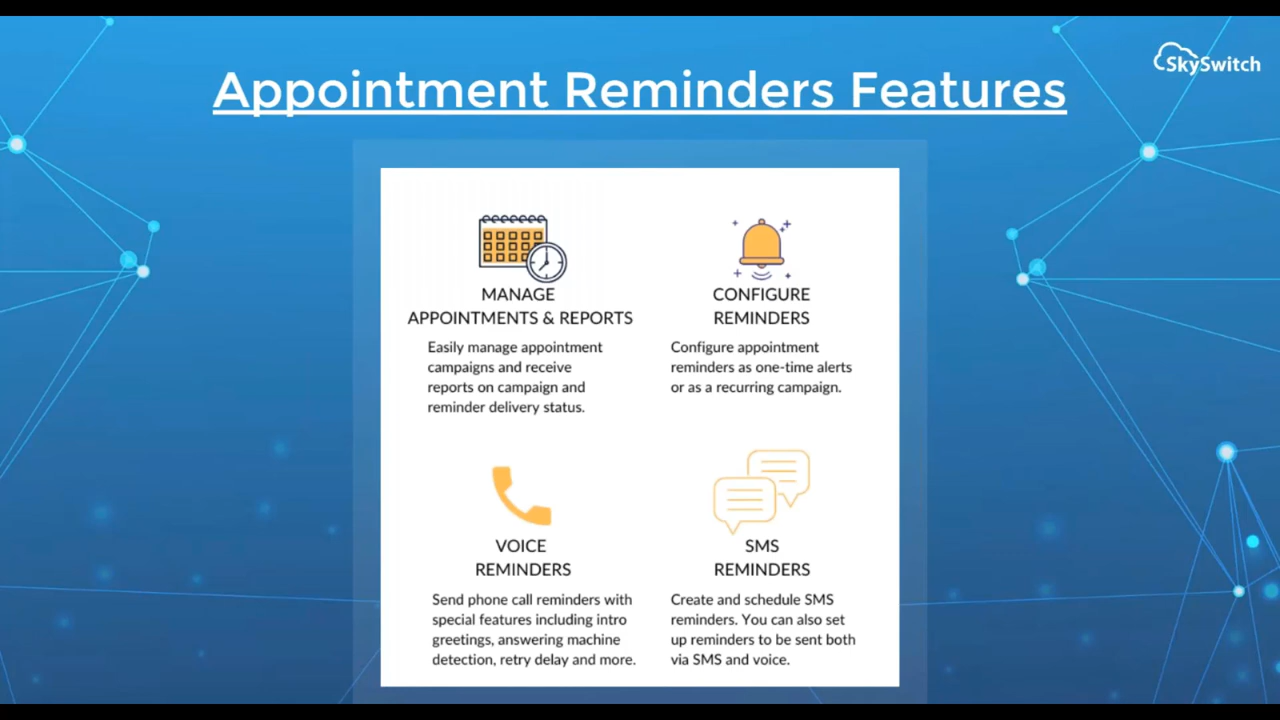 SkySwitch
Appointment Reminders Features
MANAGE
APPOINTMENTS & REPORTS
Easily manage appointment
campaigns and receive
reports on campaign and
reminder delivery status.
CONFIGURE
REMINDERS
Configure appointment
reminders as one-time alerts
or as a recurring campaign.
VOICE
REMINDERS
Send phone call reminders with
special features including intro
greetings, answering machine
detection, retry delay and more.
SMS
REMINDERS
Create and schedule SMS
reminders. You can also set
up reminders to be sent both
via SMS and voice.